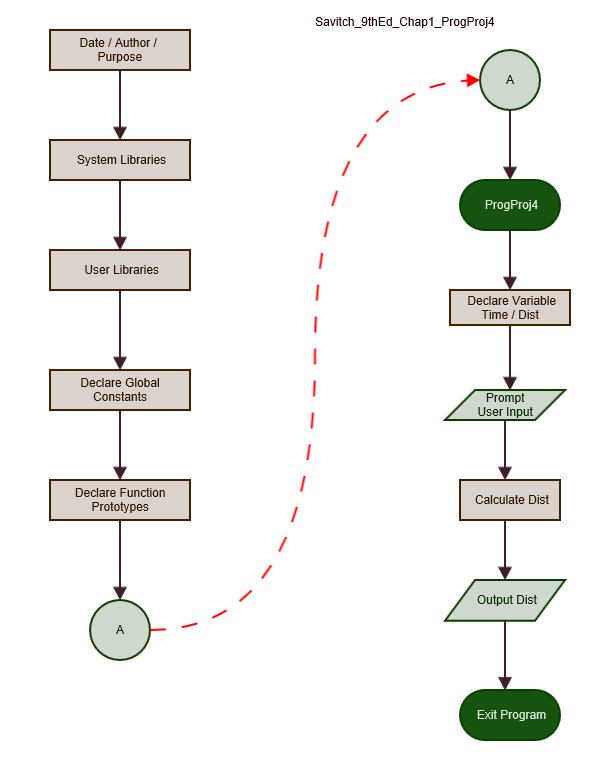 Savitch_9thEd_Chap1_ProgProj4
Date / Author /
Purpose
System Libraries
User Libraries
Declare Global
Constants
Declare Function
Prototypes
A
A
ProgProj4
Declare Variable
Time / Dist
Prompt
User Input
Calculate Dist
Output Dist
Exit Program